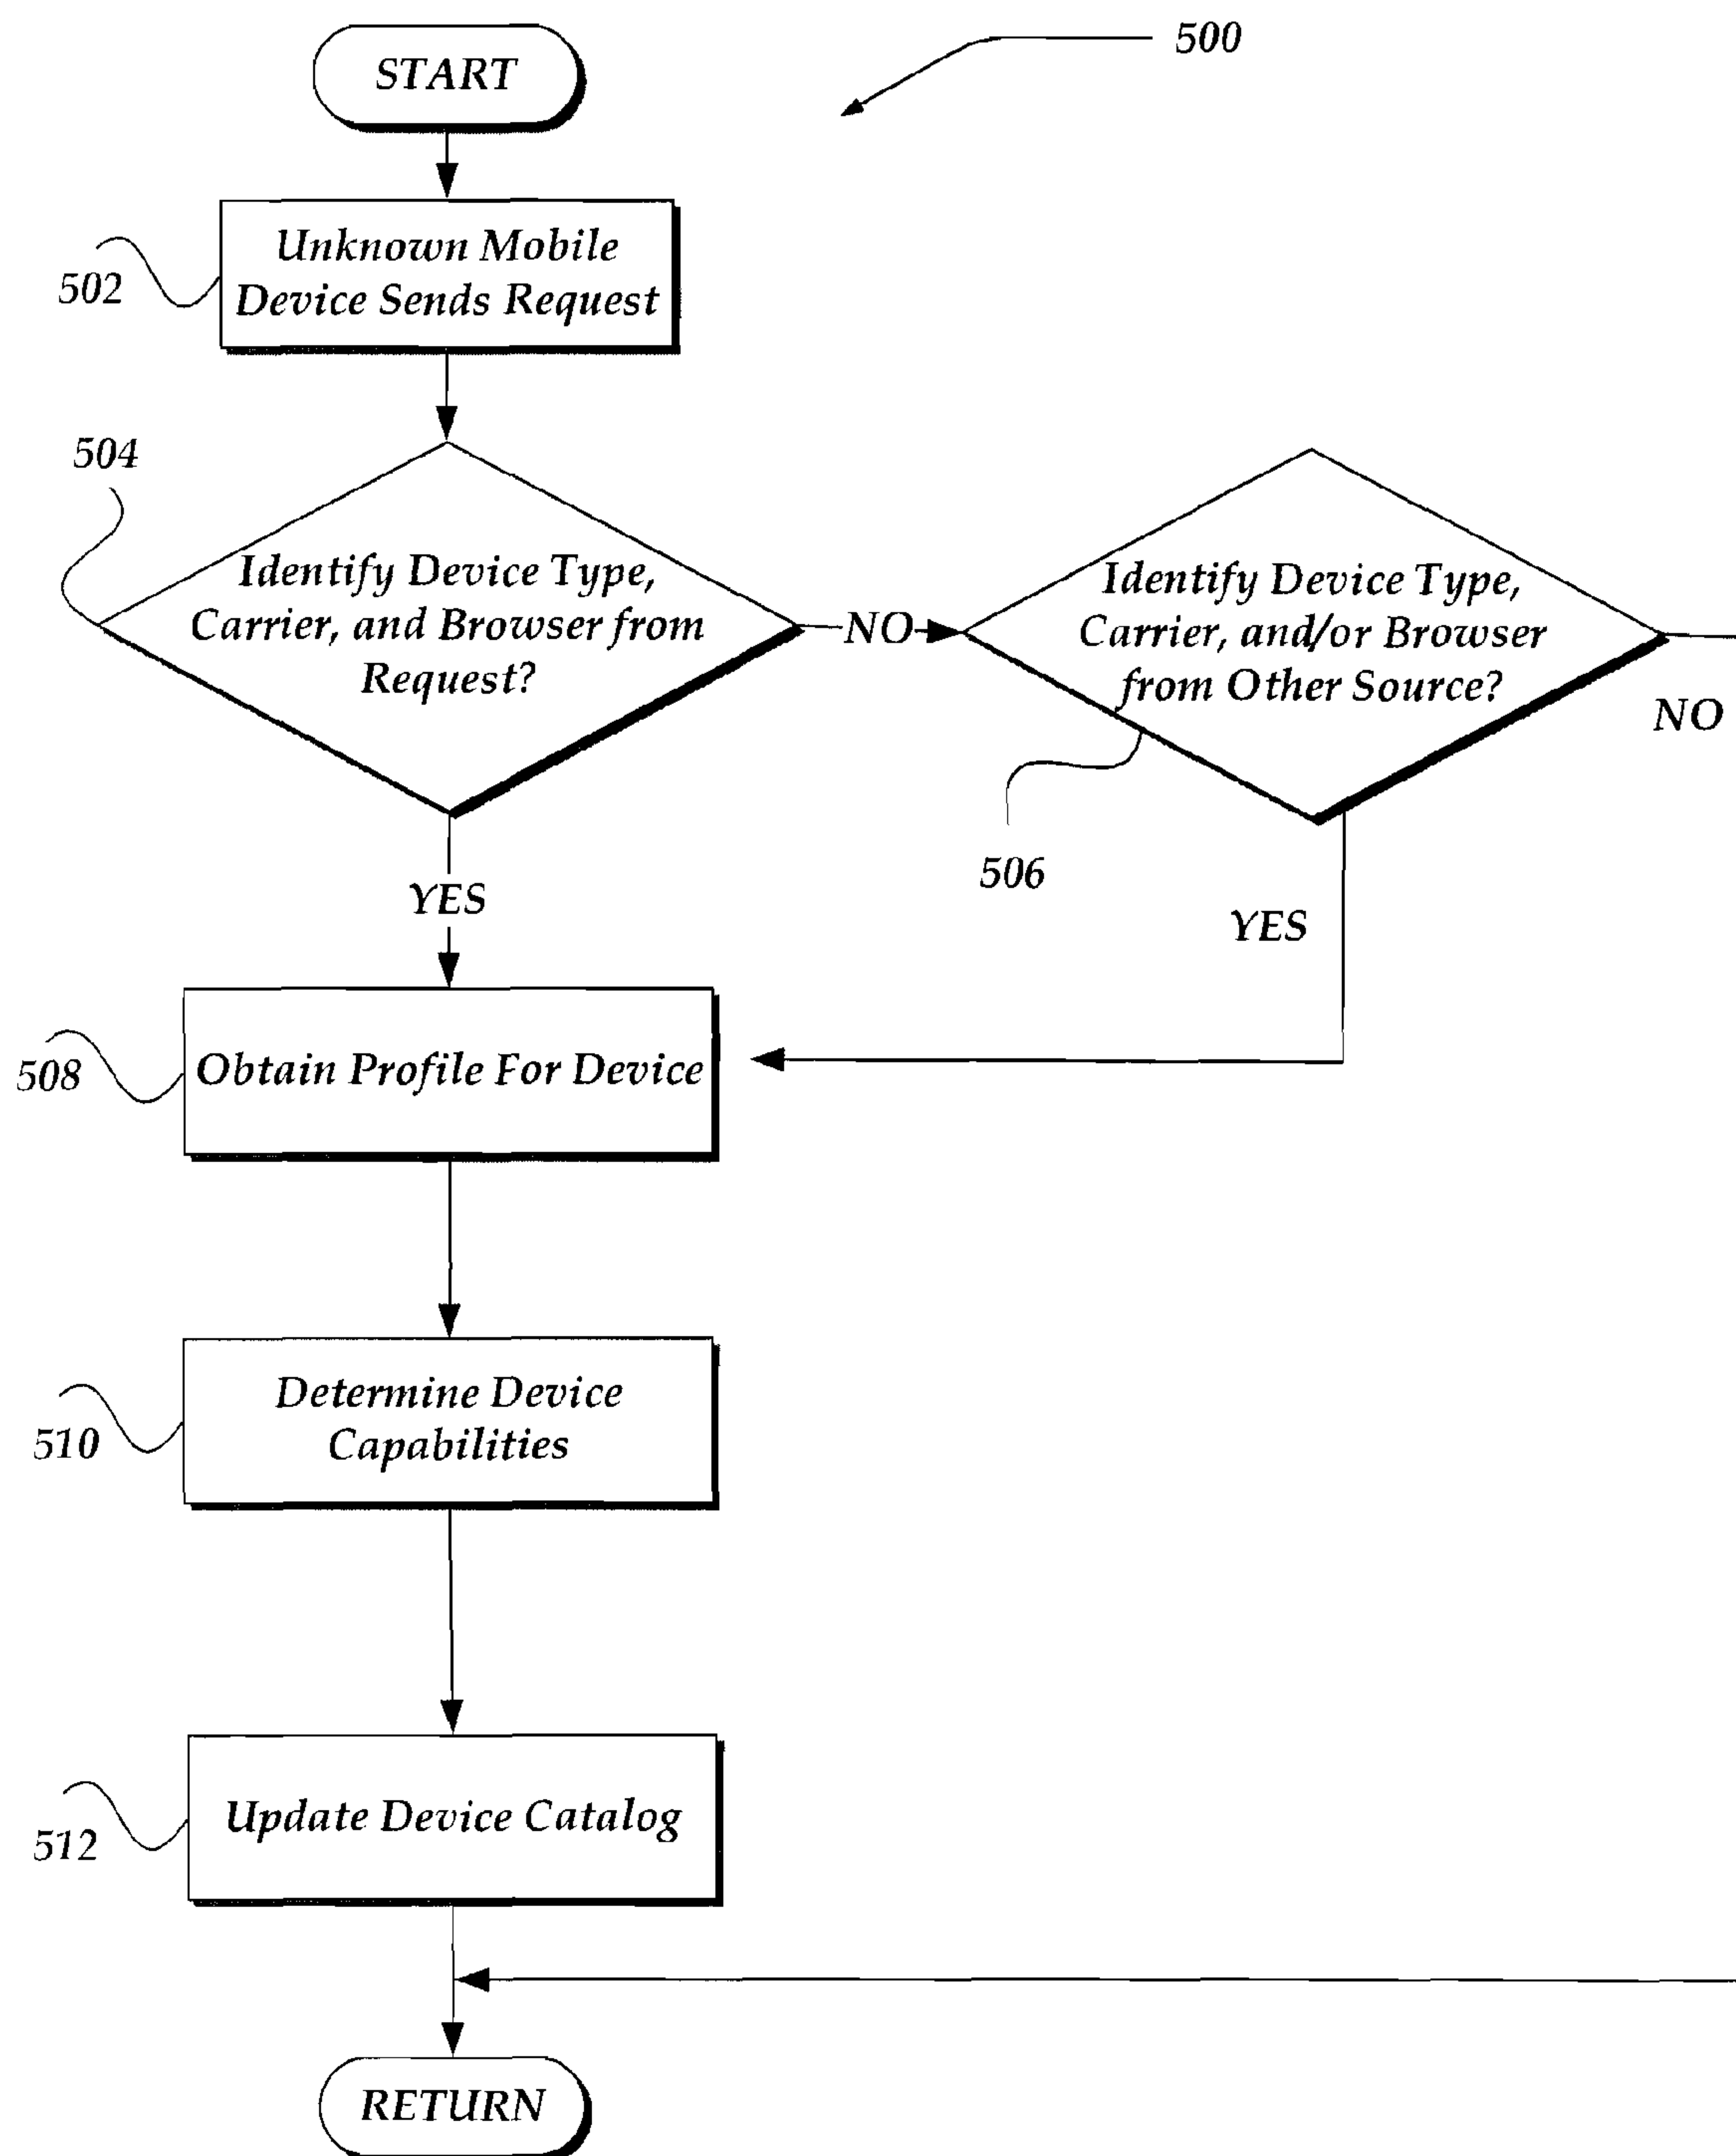 START
500
Unknown Mobile
Device Sends Request
502
504
Identify Device Type,
Carrier, and Browser from
Request?
NO
Identify Device Type,
Carrier, and/or Browser
from Other Source?
NO
506
YES
YES
Obtain Profile For Device
508
Determine Device
Capabilities
510
Update Device Catalog
512
RETURN